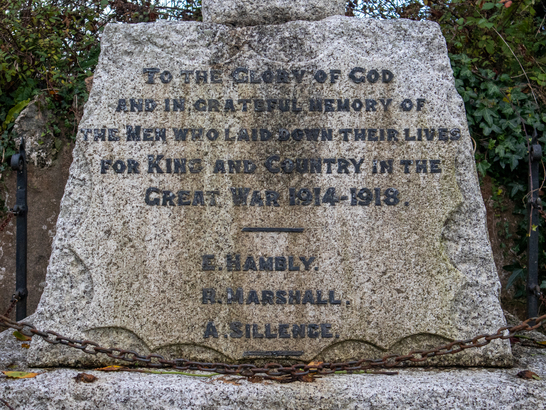 TO THE GLORY OF GOD
AND IN GRATEFUL MEMORY OF
THE MEN WHO LAID DOWN THEIR LIVES
FOR KING AND COUNTRY IN THE
GREAT WAR 1914-1918.
E. HAMBLY.
R. MARSHALL.
A. SILLENCE.